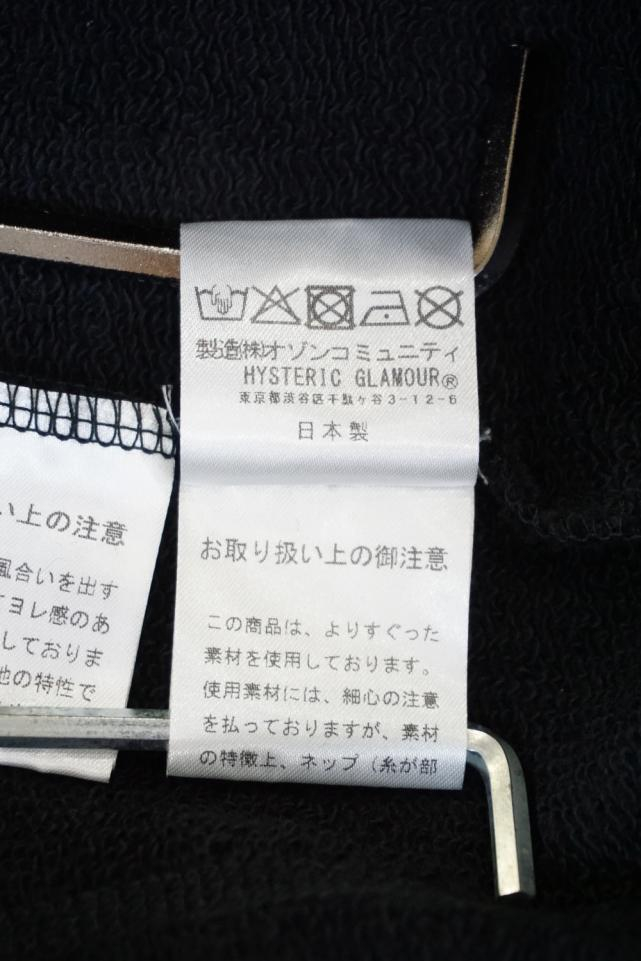 製造㈱オゾンコミュニティ
HYSTERIC GLAMOUR®
東京都渋谷区千駄ヶ谷3-12-6
日本製
お取り扱い上の御注意
この商品は、よりすぐった
素材を使用しております。
使用素材には、細心の注意
を払っておりますが、素材
の特徴上、ネップ（糸が部
い上の注意
風合いを出す
ヨレ感のあ
しておりま
地の特性で